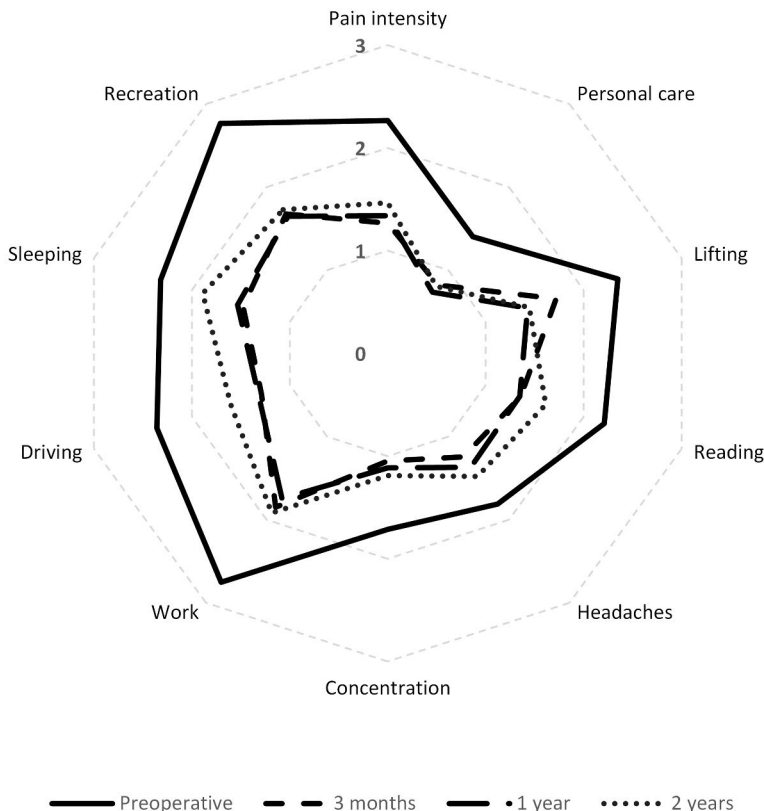 Pain intensity
3
Recreation
Personal care
2
Sleeping
Lifting
1
0
Driving
Reading
Work
Headaches
Concentration
Preoperative 3 months 1 year 2 years